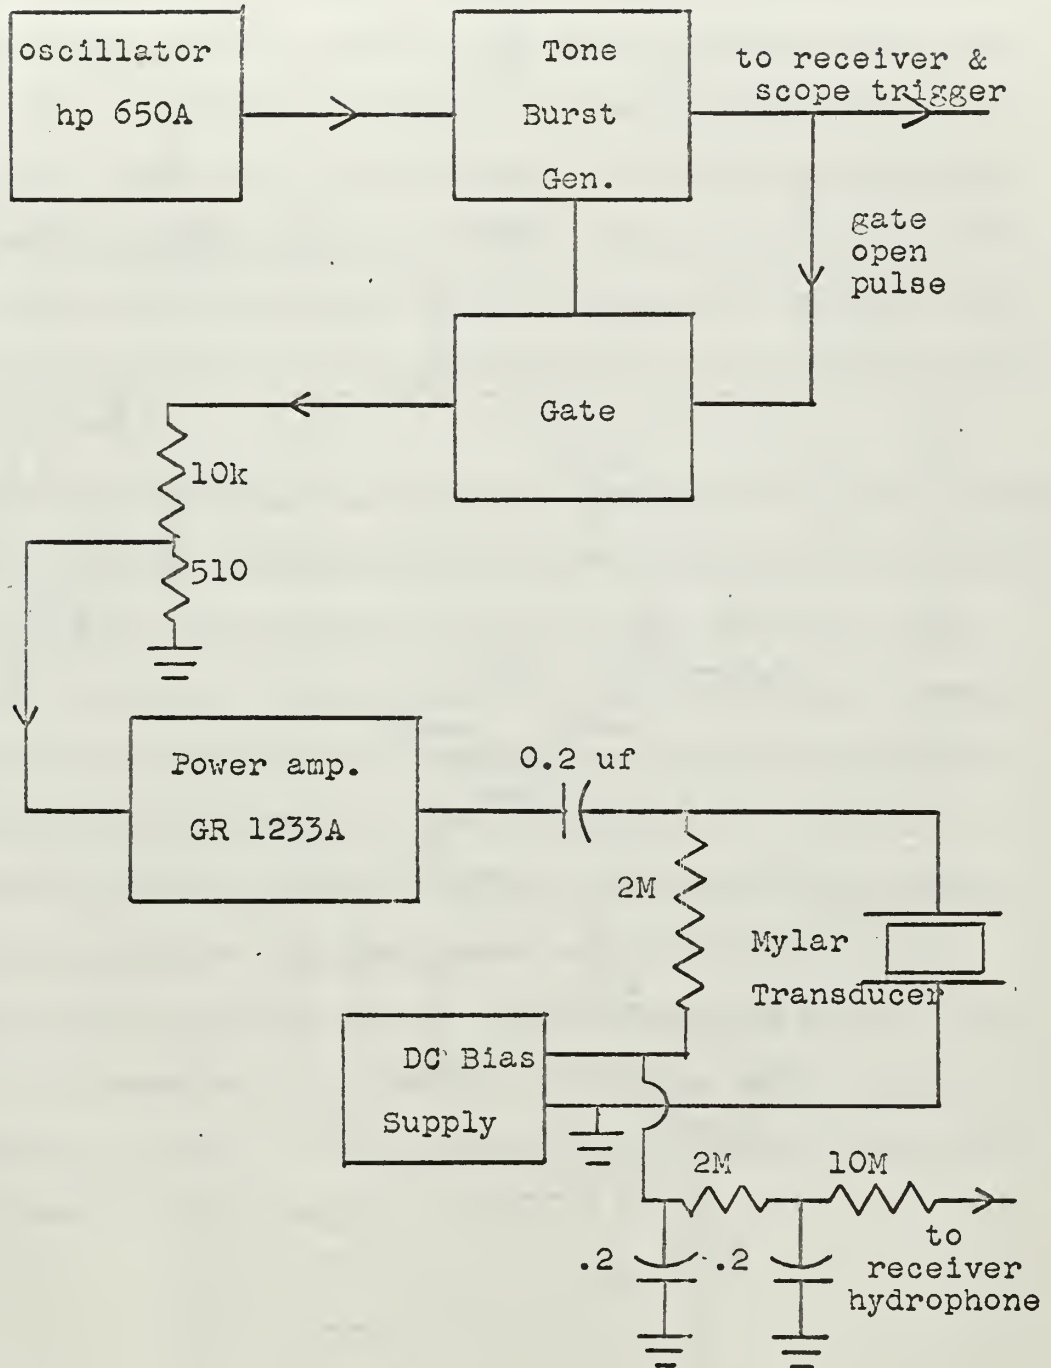 oscillator
hp 650A
Tone
Burst
Gen.
to receiver &
scope trigger
gate
open
pulse
Gate
10k
510
Power amp.
GR 1233A
0.2 uf
2M
Mylar
Transducer
DC Bias
Supply
2M
10M
.2
.2
to
receiver
hydrophone